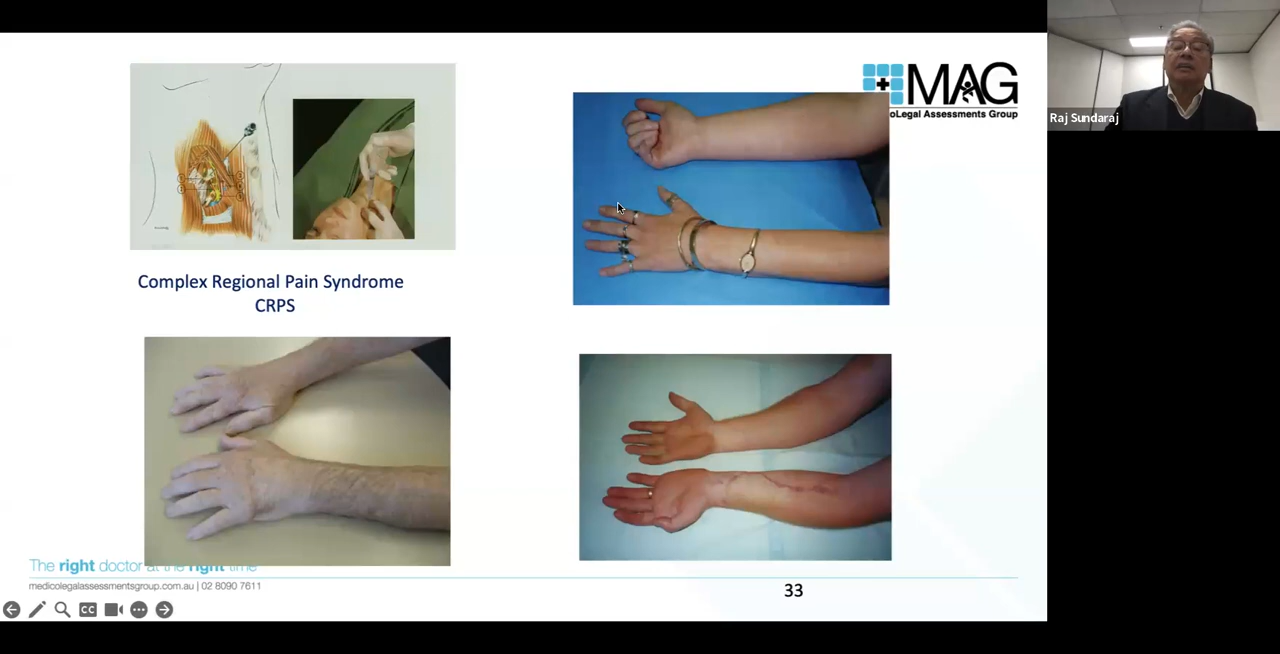 MAG
oLegal Assessments Group
Raj Sundaraj
Complex Regional Pain Syndrome
CRPS
The right doctor at the right time
medicolegalassessmentsgroup.com.au | 02 8090 7611
33
CC